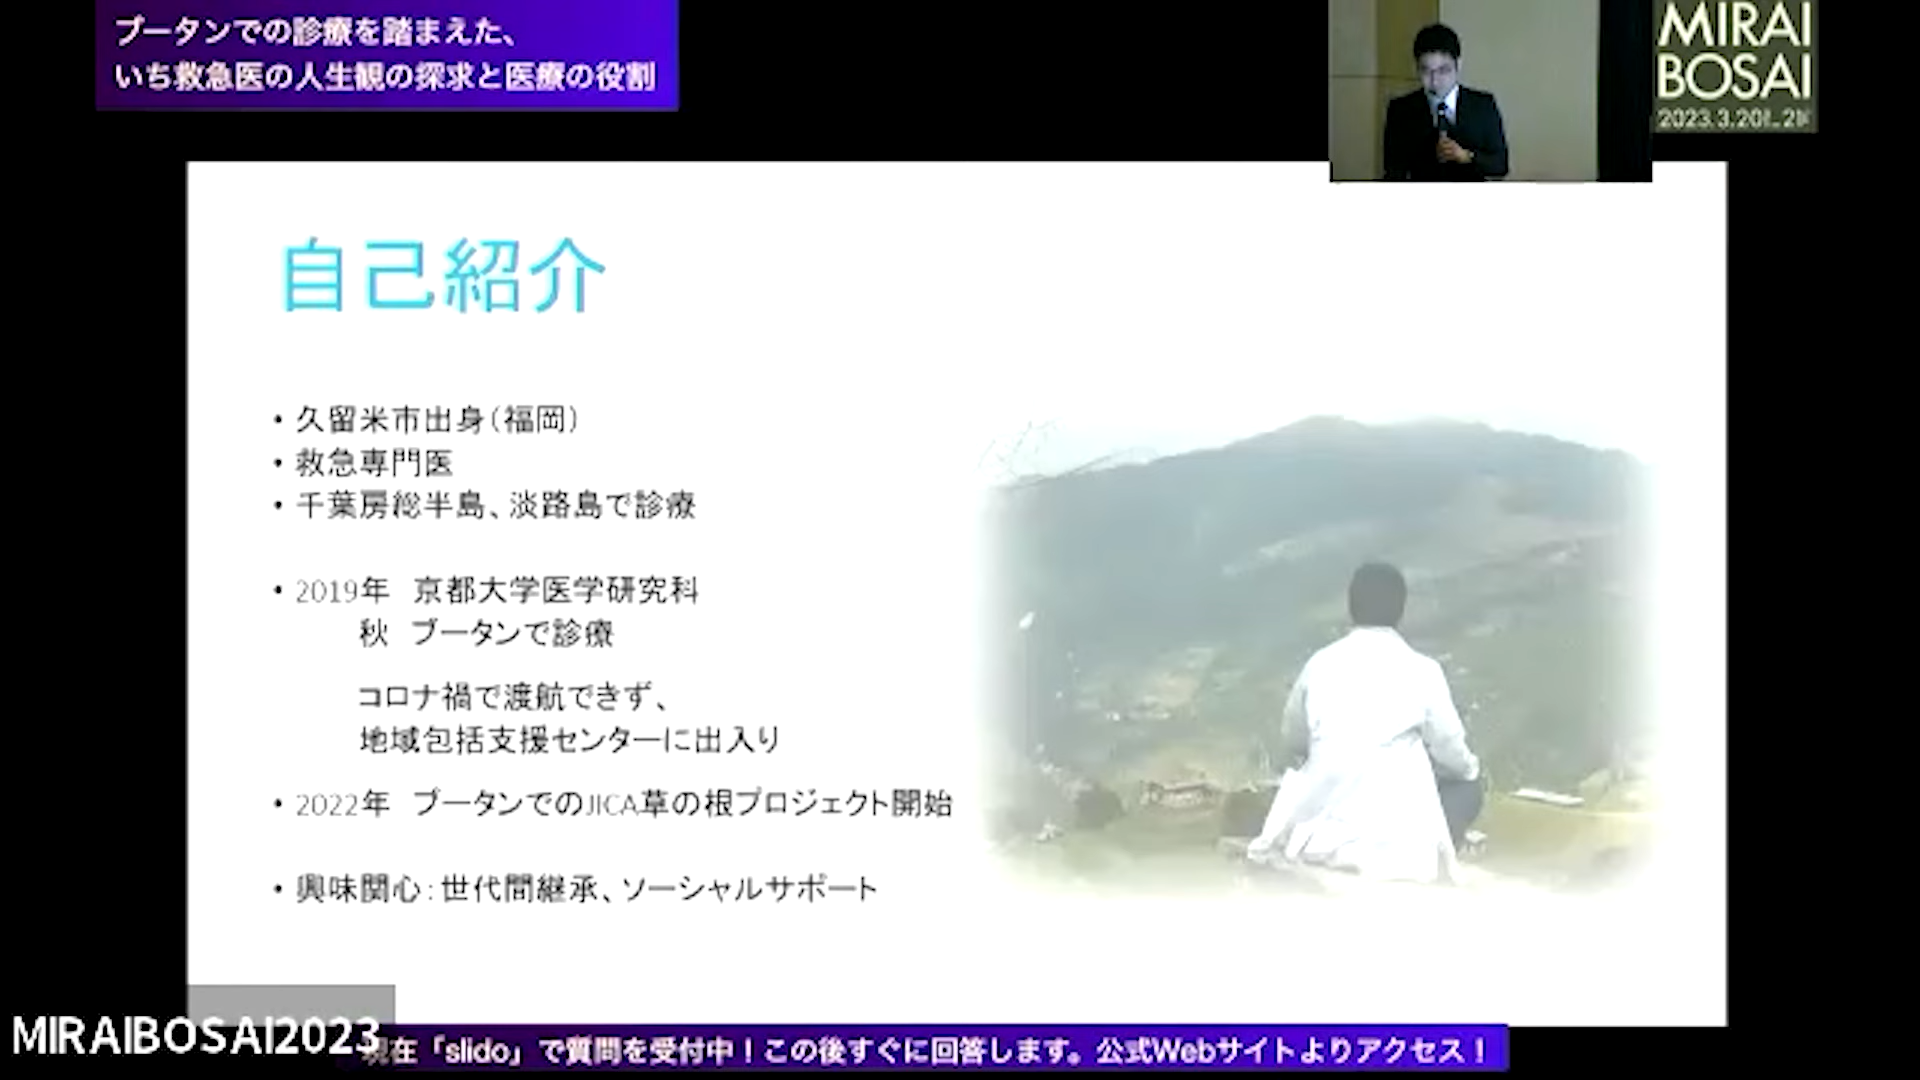 ブータンでの診療を踏まえた、
いち救急医の人生観の探求と医療の役割
MIRAI
BOSAI
自己紹介
• 久留米市出身(福岡)
• 救急専門医
• 千葉房総半島、淡路島で診療
• 2019年　京都大学医学研究科
秋　ブータンで診療
コロナ禍で渡航できず、
地域包括支援センターに出入り
• 2022年　ブータンでのJICA草の根プロジェクト開始
• 興味関心:世代間継承、ソーシャルサポート
MIRAIBOSAI2023
現在「slido」で質問を受付中！この後すぐに回答します。公式Webサイトよりアクセス！